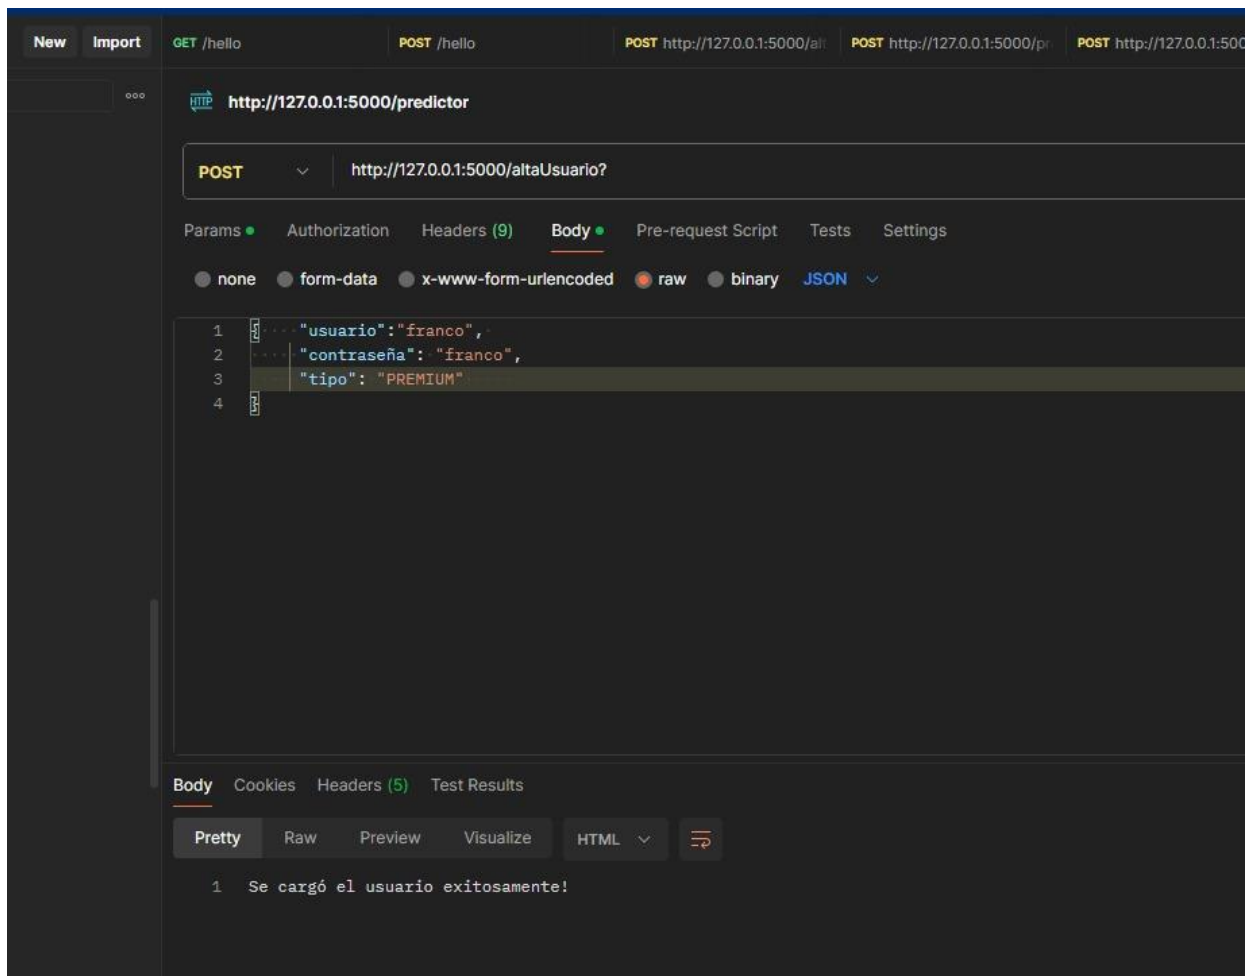 New Import GET /hello POST /hello POST http://127.0.0.1:5000/alt POST http://127.0.0.1:5000/pr POST http://127.0.0.1:500
HTTP http://127.0.0.1:5000/predictor
POST http://127.0.0.1:5000/altaUsuario?
Params Authorization Headers (9) Body Pre-request Script Tests Settings
none form-data x-www-form-urlencoded raw binary JSON
1 { "usuario":"franco",
2 "contraseña": "franco",
3 "tipo": "PREMIUM"
4 }
Body Cookies Headers (5) Test Results
Pretty Raw Preview Visualize HTML
1 Se cargó el usuario exitosamente!